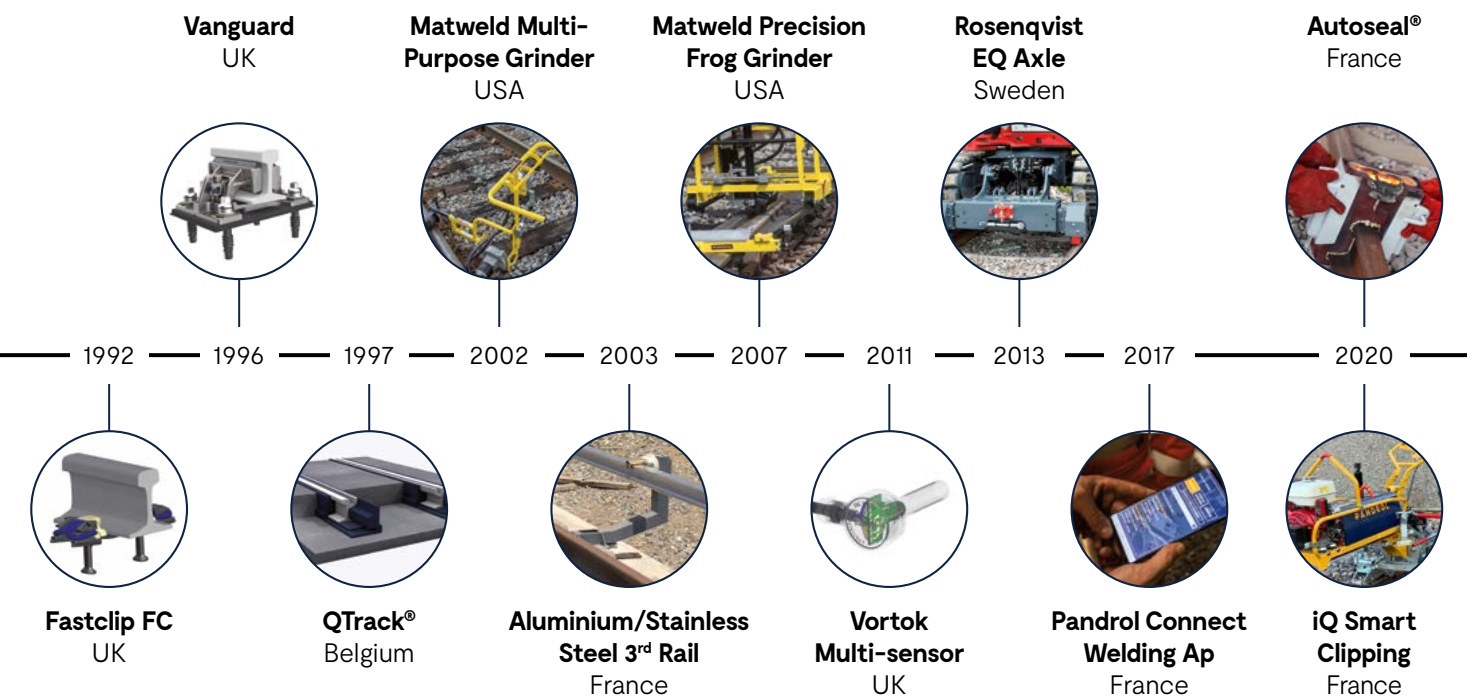 Vanguard
UK
Matweld Multi-
Purpose Grinder
USA
Matweld Precision
Frog Grinder
USA
Rosenqvist
EQ Axle
Sweden
Autoseal®
France
1992
1996
1997
2002
2003
2007
2011
2013
2017
2020
PANDROL
Fastclip FC
UK
QTrack®
Belgium
Aluminium/Stainless
Steel 3rd Rail
France
Vortok
Multi-sensor
UK
Pandrol Connect
Welding Ap
France
iQ Smart
Clipping
France